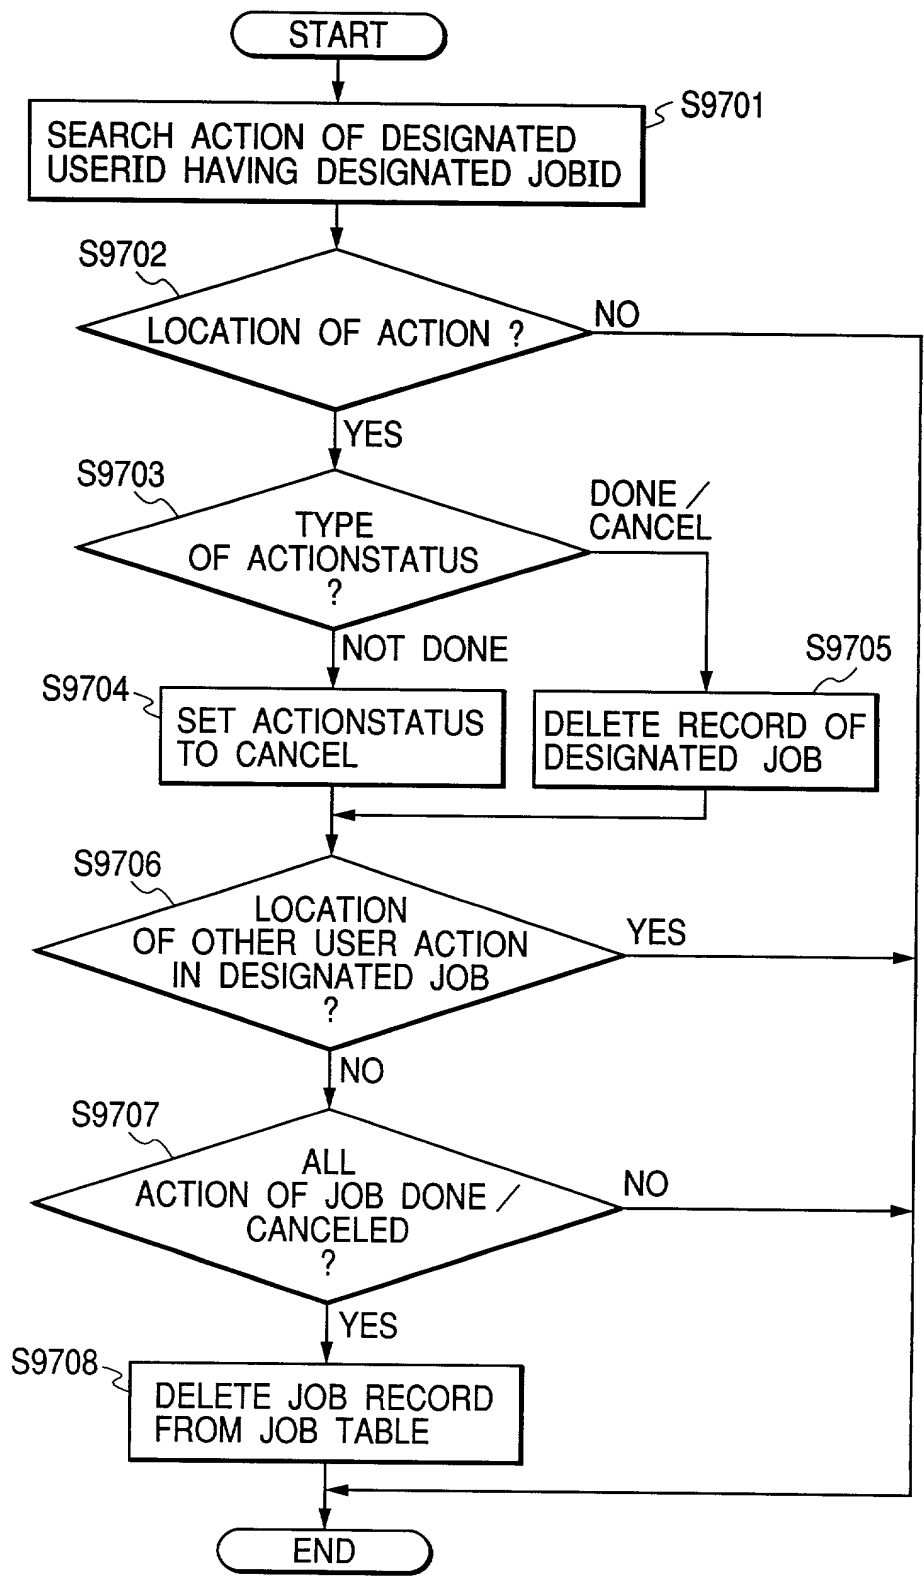 START
S9701
SEARCH ACTION OF DESIGNATED
USERID HAVING DESIGNATED JOBID
S9702
LOCATION OF ACTION ?
NO
YES
S9703
TYPE
OF ACTIONSTATUS
?
DONE /
CANCEL
NOT DONE
S9704
SET ACTIONSTATUS
TO CANCEL
S9705
DELETE RECORD OF
DESIGNATED JOB
S9706
LOCATION
OF OTHER USER ACTION
IN DESIGNATED JOB
?
YES
NO
S9707
ALL
ACTION OF JOB DONE /
CANCELED
?
NO
YES
S9708
DELETE JOB RECORD
FROM JOB TABLE
END